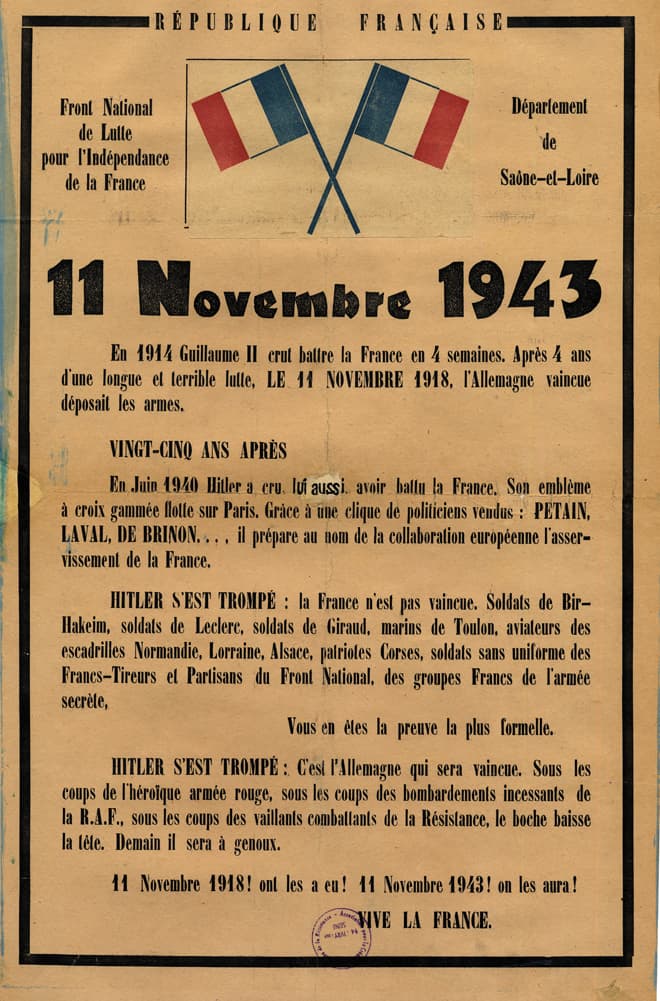 RÉPUBLIQUE FRANÇAISE
Front National
de Lutte
pour l'Indépendance
de la France
Département
de
Saône-et-Loire
11 Novembre 1943
En 1914 Guillaume II crut battre la France en 4 semaines. Après 4 ans
d'une longue et terrible lutte, LE 11 NOVEMBRE 1918, l'Allemagne vaincue
déposait les armes.
VINGT-CINQ ANS APRÈS
En Juin 1940 Hitler a cru lui aussi avoir battu la France. Son emblème
à croix gammée flotte sur Paris. Grâce à une clique de politiciens vendus : PETAIN,
LAVAL, DE BRINON. . . , il prépare au nom de la collaboration européenne l'asser-
vissement de la France.
HITLER S'EST TROMPÉ : la France n'est pas vaincue. Soldats de Bir-
Hakeim, soldats de Leclerc, soldats de Giraud, marins de Toulon, aviateurs des
escadrilles Normandie, Lorraine, Alsace, patriotes Corses, soldats sans uniforme des
Francs-Tireurs et Partisans du Front National, des groupes Francs de l'armée
secrète,
Vous en êtes la preuve la plus formelle.
HITLER S'EST TROMPÉ : C'est l'Allemagne qui sera vaincue. Sous les
coups de l'héroïque armée rouge, sous les coups des bombardements incessants de
la R.A.F., sous les coups des vaillants combattants de la Résistance, le boche baisse
la tête. Demain il sera à genoux.
11 Novembre 1918! ont les a eu! 11 Novembre 1943! on les aura!
VIVE LA FRANCE.